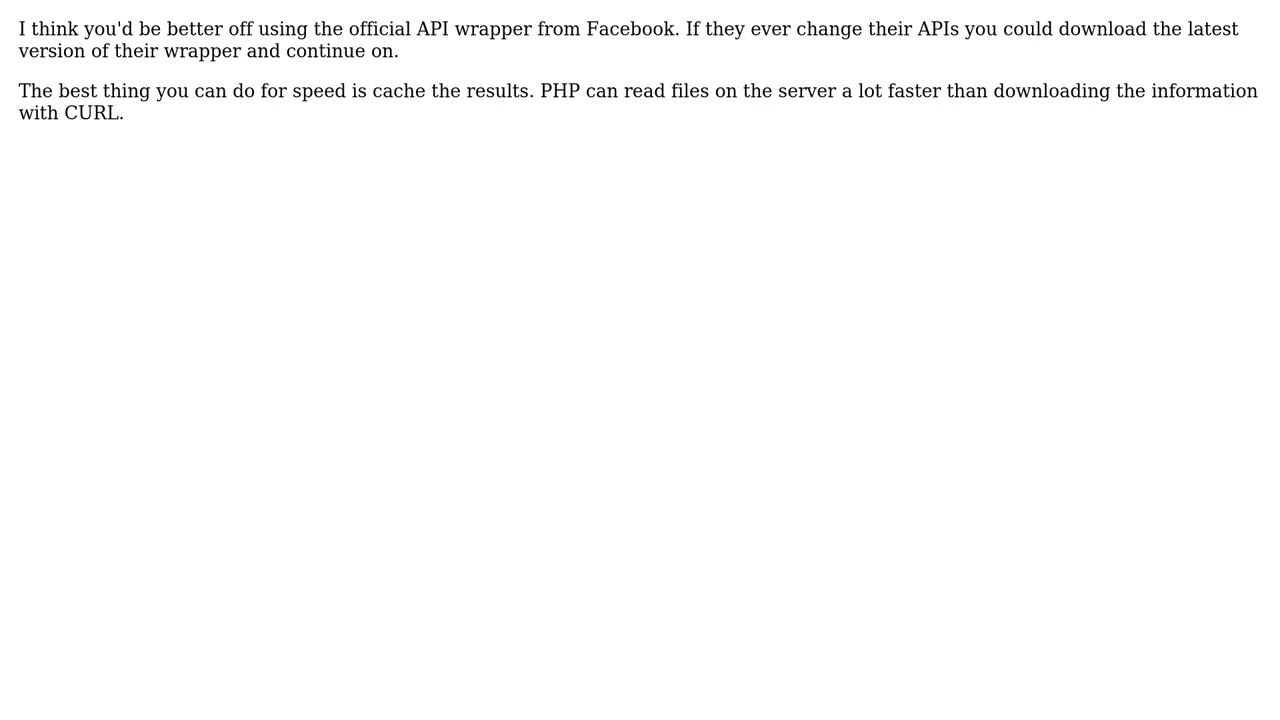 I think you'd be better off using the official API wrapper from Facebook. If they ever change their APIs you could download the latest
version of their wrapper and continue on.
The best thing you can do for speed is cache the results. PHP can read files on the server a lot faster than downloading the information
with CURL.